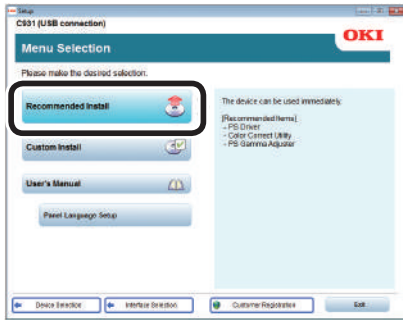 Setup
C931 (USB connection)
OKI
Menu Selection
Please make the desired selection.
Recommended Install
Custom Install
User's Manual
Panel Language Setup
The device can be used immediately.
[Recommended Items]
- PS Driver
- Color Correct Utility
- PS Gamma Adjuster
Device Selection
Interface Selection
Customer Registration
Exit